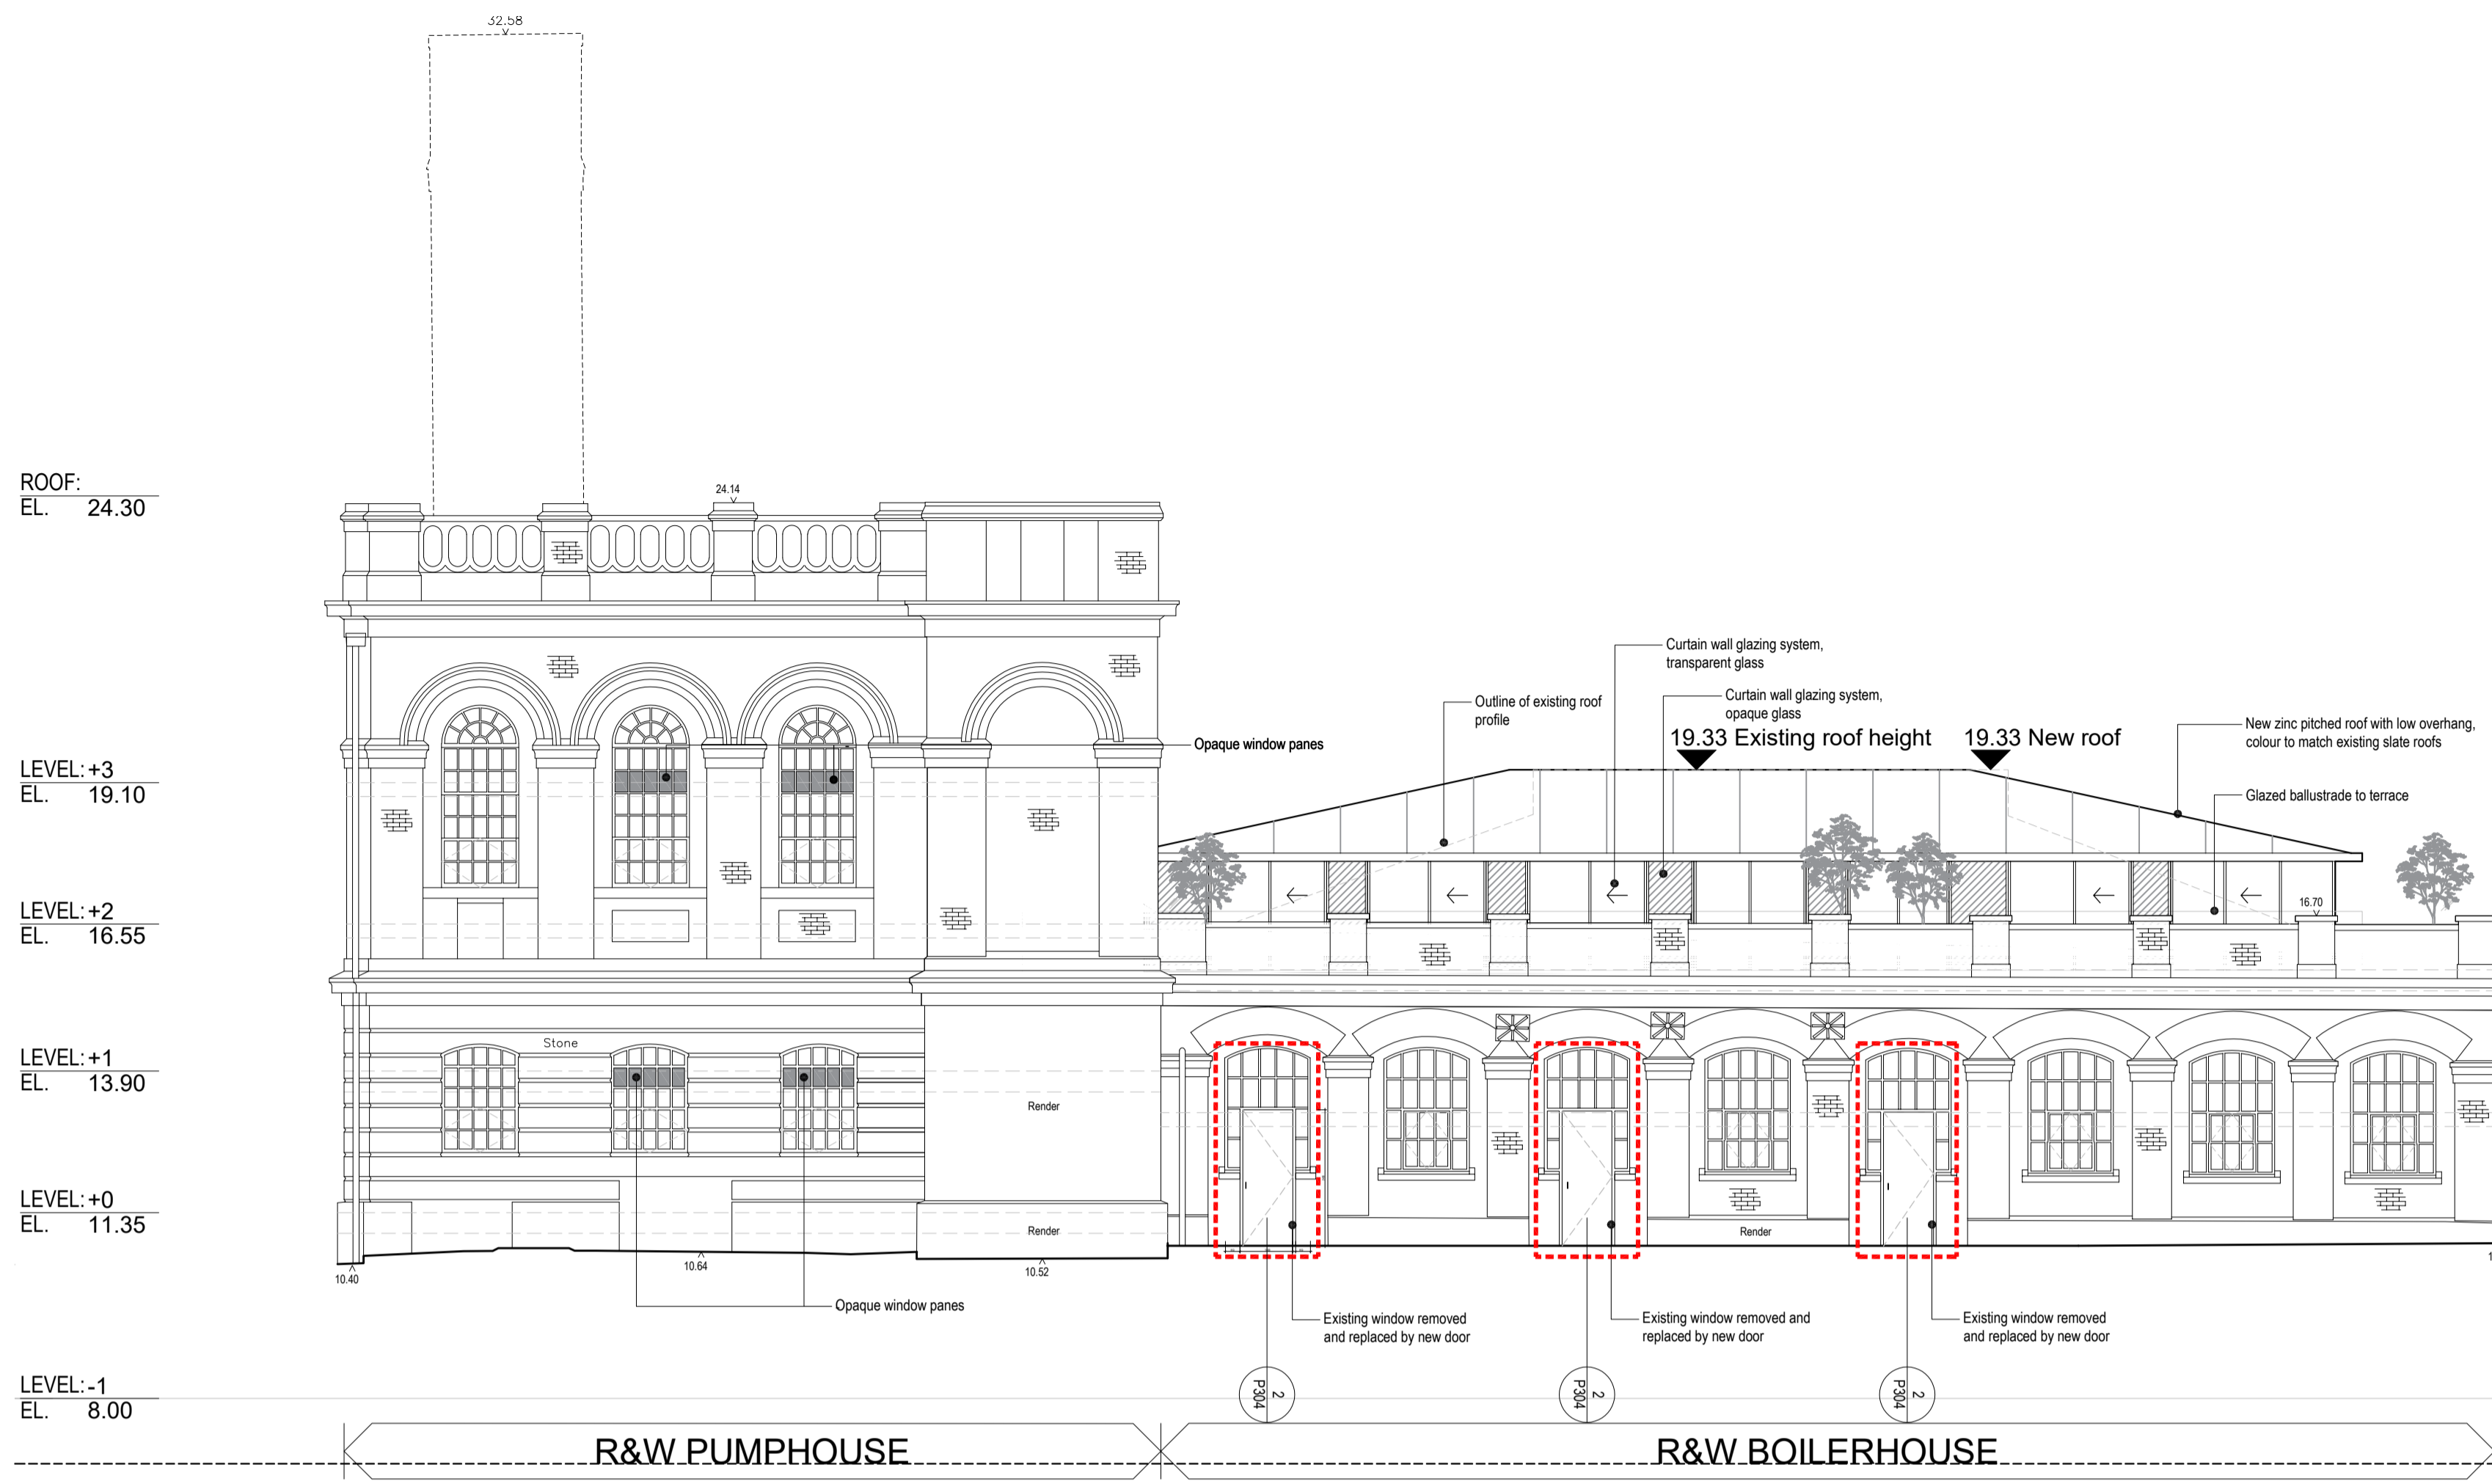 32.58
ROOF:
EL. 24.30
24.14
Curtain wall glazing system,
transparent glass
Outline of existing roof
profile
Curtain wall glazing system,
opaque glass
New zinc pitched roof with low overhang,
colour to match existing slate roofs
19.33 Existing roof height
19.33 New roof
Opaque window panes
LEVEL: +3
EL. 19.10
Glazed ballustrade to terrace
LEVEL: +2
EL. 16.55
16.70
Stone
LEVEL: +1
EL. 13.90
Render
LEVEL: +0
EL. 11.35
Render
Render
10.40
10.64
10.52
Opaque window panes
Existing window removed
and replaced by new door
Existing window removed and
replaced by new door
Existing window removed
and replaced by new door
LEVEL: -1
EL. 8.00
2
P304
2
P304
2
P304
R&W PUMPHOUSE
R&W BOILERHOUSE